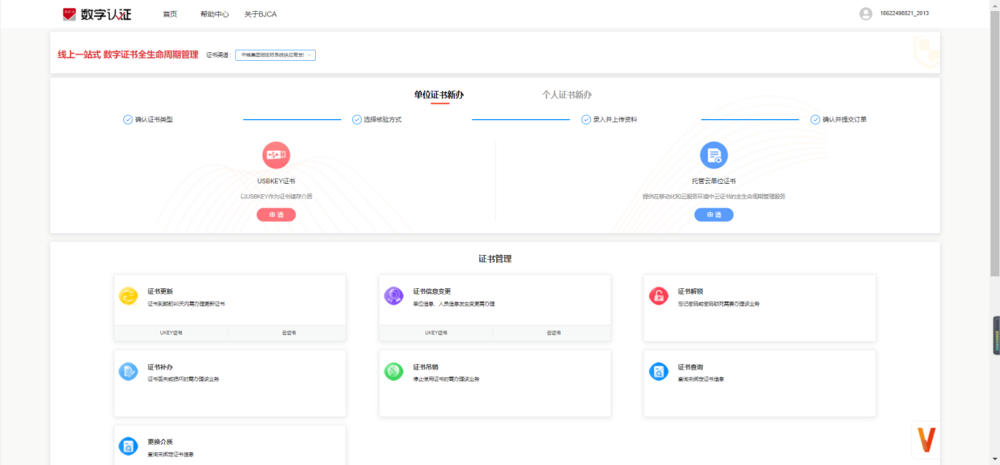 BJCA 数字认证 首页 帮助中心 关于BJCA 18622498821_2013
线上一站式 数字证书全生命周期管理 证书渠道:
单位证书新办 个人证书新办
确认证书类型 选择核验方式 录入并上传资料 确认并提交订单
USBKEY证书 托管云单位证书
以USBKEY作为证书储存介质 提供在移动化和云服务环境中云证书的全生命周期管理服务
申 请 申 请
证书管理
证书更新 证书信息变更 证书解锁
证书到期前90天内需办理更新证书 单位信息、人员信息发生变更需办理 忘记密码或密码锁死需要办理该业务
UKEY证书 云证书 UKEY证书 云证书
证书补办 证书吊销 证书查询
证书丢失或损坏时需办理该业务 停止使用证书时需办理该业务 查询未绑定证书信息
更换介质
查询未绑定证书信息